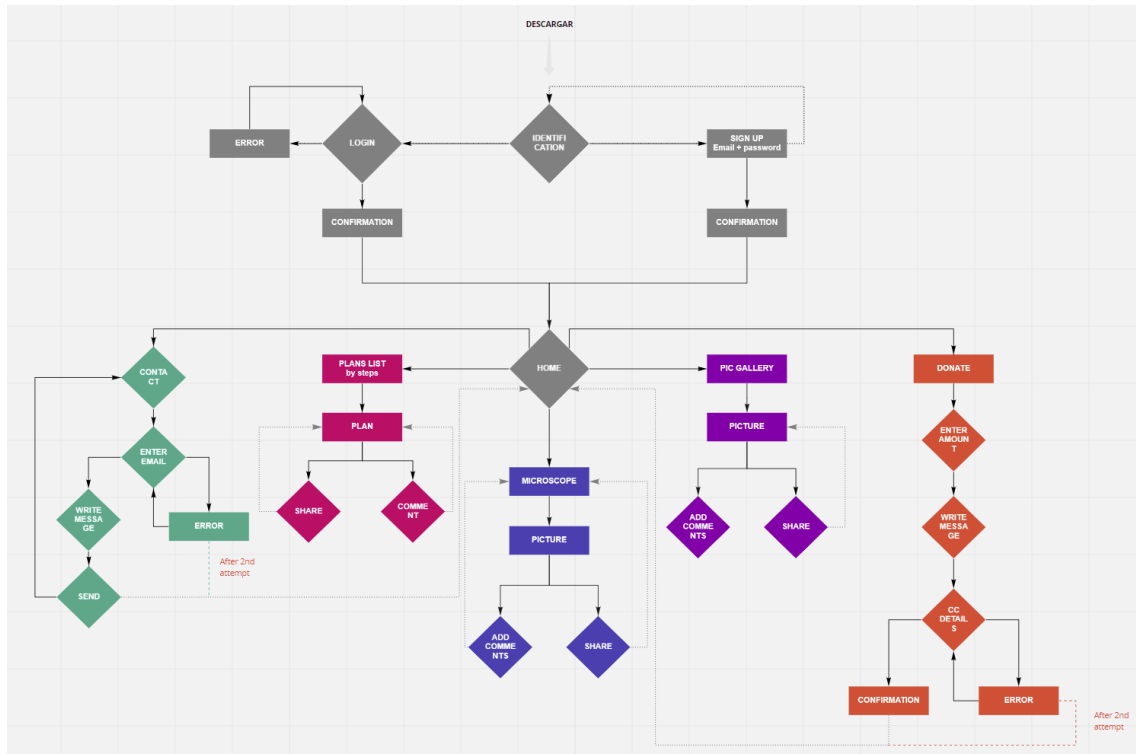 DESCARGAR
ERROR
LOGIN
IDENTIFI
CATION
SIGN UP
Email + password
CONFIRMATION
CONFIRMATION
CONTA
CT
PLANS LIST
by steps
HOME
PIC GALLERY
DONATE
PLAN
PICTURE
ENTER
AMOUN
T
ENTER
EMAIL
MICROSCOPE
SHARE
COMME
NT
WRITE
MESSA
GE
ERROR
ADD
COMME
NTS
SHARE
WRITE
MESSA
GE
PICTURE
After 2nd
attempt
SEND
ADD
COMME
NTS
SHARE
CC
DETAIL
S
CONFIRMATION
ERROR
After 2nd
attempt